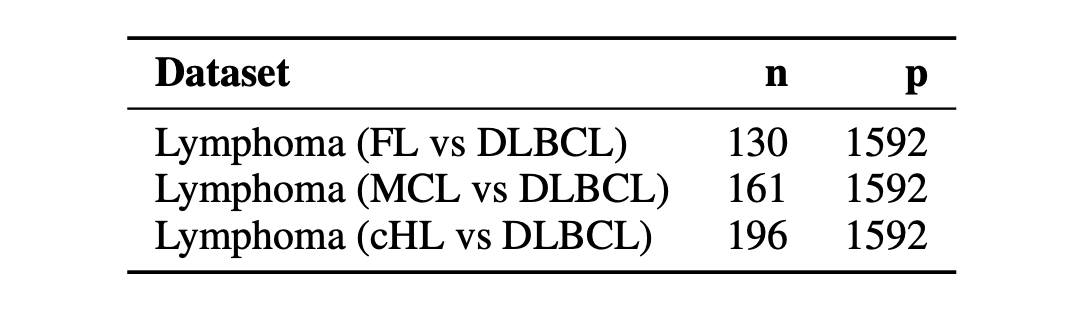 Dataset n p
Lymphoma (FL vs DLBCL) 130 1592
Lymphoma (MCL vs DLBCL) 161 1592
Lymphoma (cHL vs DLBCL) 196 1592